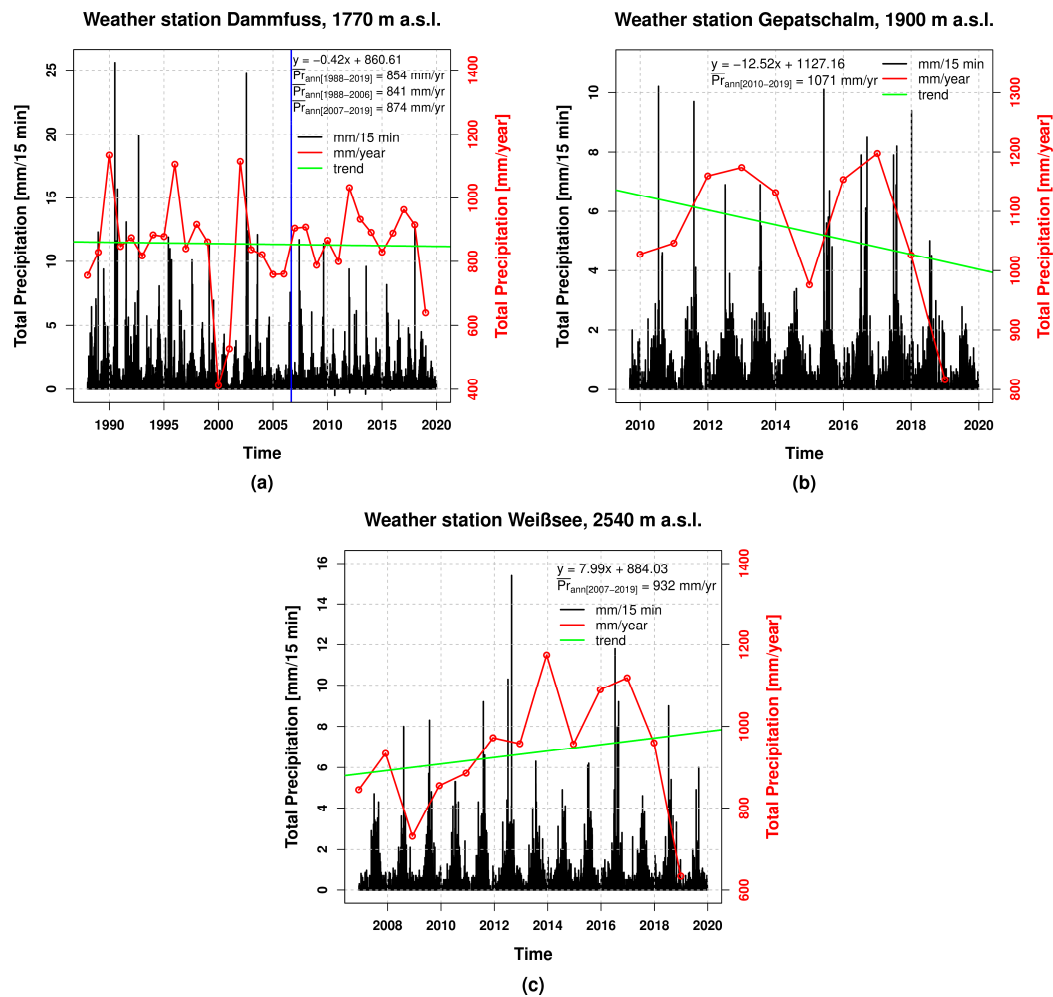 Weather station Dammfuss, 1770 m a.s.l.
y = −0.42x + 860.61
Pr ann[1988−2019] = 854 mm/yr
Pr ann[1988−2006] = 841 mm/yr
Pr ann[2007−2019] = 874 mm/yr
mm/15 min
mm/year
trend
Total Precipitation [mm/15 min]
0 5 10 15 20 25
Total Precipitation [mm/year]
400 600 800 1000 1200 1400
1990 1995 2000 2005 2010 2015 2020
Time
(a)
Weather station Gepatschalm, 1900 m a.s.l.
y = −12.52x + 1127.16
Pr ann[2010−2019] = 1071 mm/yr
mm/15 min
mm/year
trend
Total Precipitation [mm/15 min]
0 2 4 6 8 10
Total Precipitation [mm/year]
800 900 1000 1100 1200 1300
2010 2012 2014 2016 2018 2020
Time
(b)
Weather station Weißsee, 2540 m a.s.l.
y = 7.99x + 884.03
Pr ann[2007−2019] = 932 mm/yr
mm/15 min
mm/year
trend
Total Precipitation [mm/15 min]
0 2 4 6 8 10 12 14 16
Total Precipitation [mm/year]
600 800 1000 1200 1400
2008 2010 2012 2014 2016 2018 2020
Time
(c)